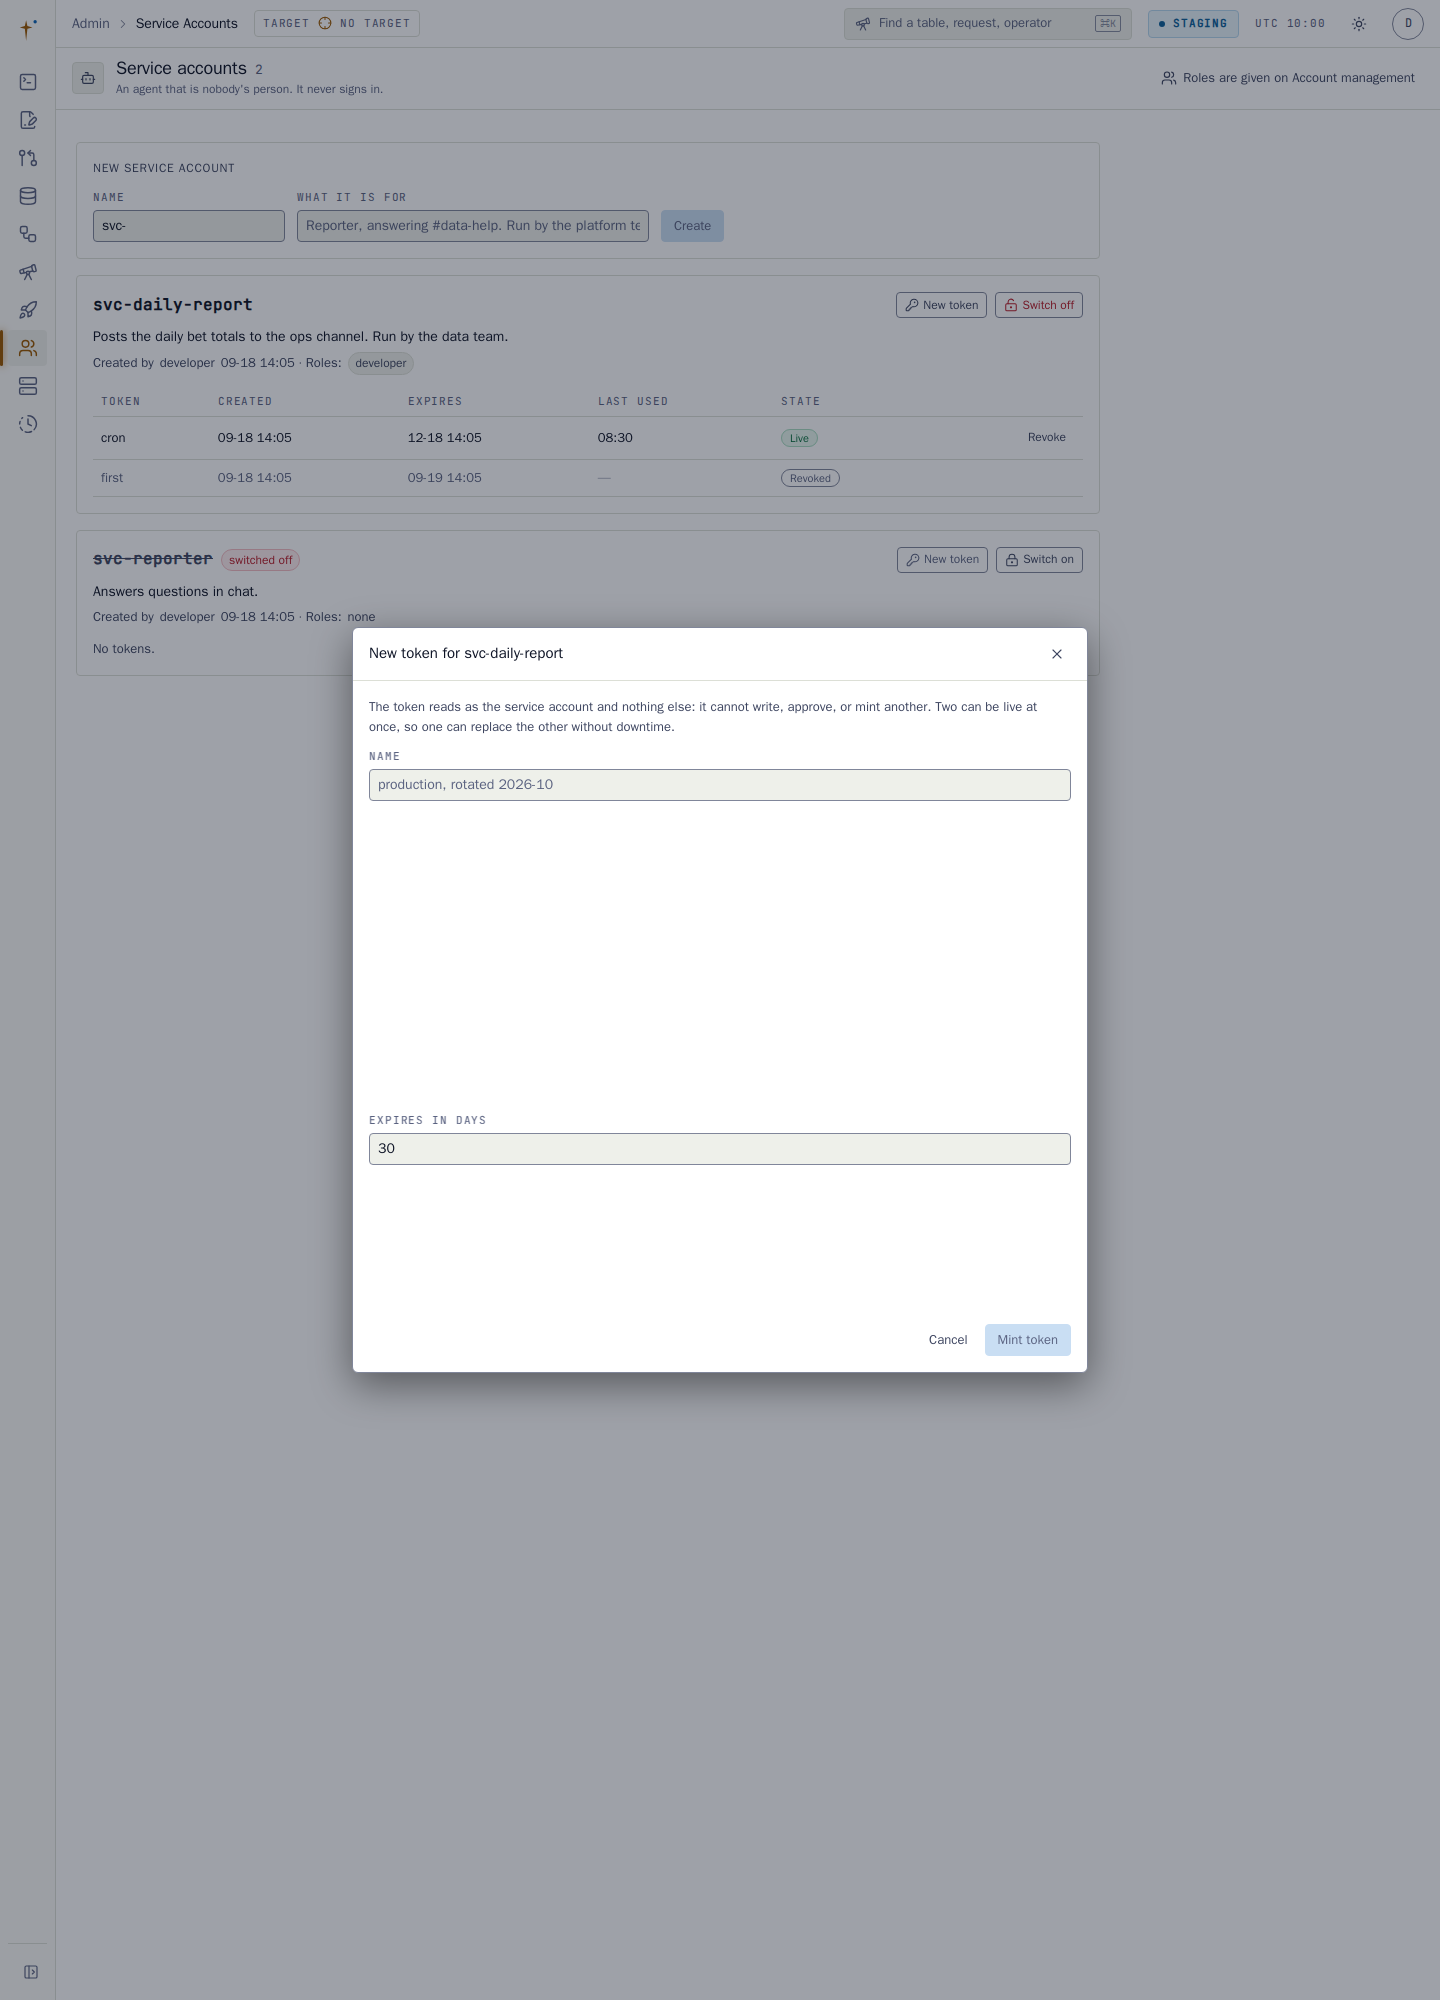 Admin > Service Accounts
TARGET NO TARGET
Find a table, request, operator
⌘K
STAGING
UTC 10:00
D
Service accounts 2
An agent that is nobody's person. It never signs in.
Roles are given on Account management
NEW SERVICE ACCOUNT
NAME
WHAT IT IS FOR
svc-
Reporter, answering #data-help. Run by the platform te
Create
svc-daily-report
New token
Switch off
Posts the daily bet totals to the ops channel. Run by the data team.
Created by developer 09-18 14:05 · Roles: developer
TOKEN CREATED EXPIRES LAST USED STATE
cron 09-18 14:05 12-18 14:05 08:30 Live Revoke
first 09-18 14:05 09-19 14:05 — Revoked
svc-reporter switched off
New token
Switch on
Answers questions in chat.
Created by developer 09-18 14:05 · Roles: none
No tokens.
New token for svc-daily-report
The token reads as the service account and nothing else: it cannot write, approve, or mint another. Two can be live at
once, so one can replace the other without downtime.
NAME
production, rotated 2026-10
EXPIRES IN DAYS
30
Cancel
Mint token